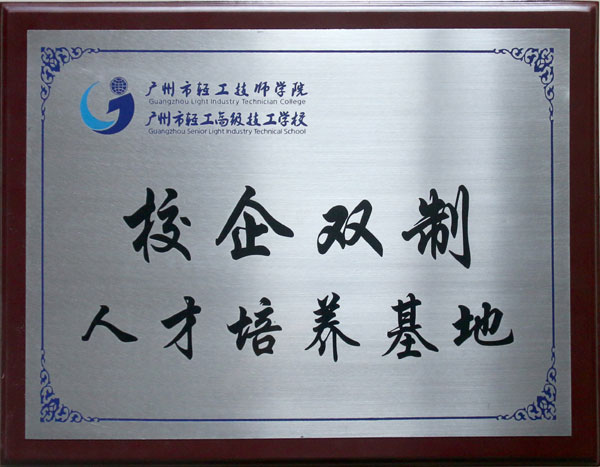 广州市轻工技师学院
Guangzhou Light Industry Technician College
广州市轻工高级技工学校
Guangzhou Senior Light Industry Technical School
校企双制
人才培养基地